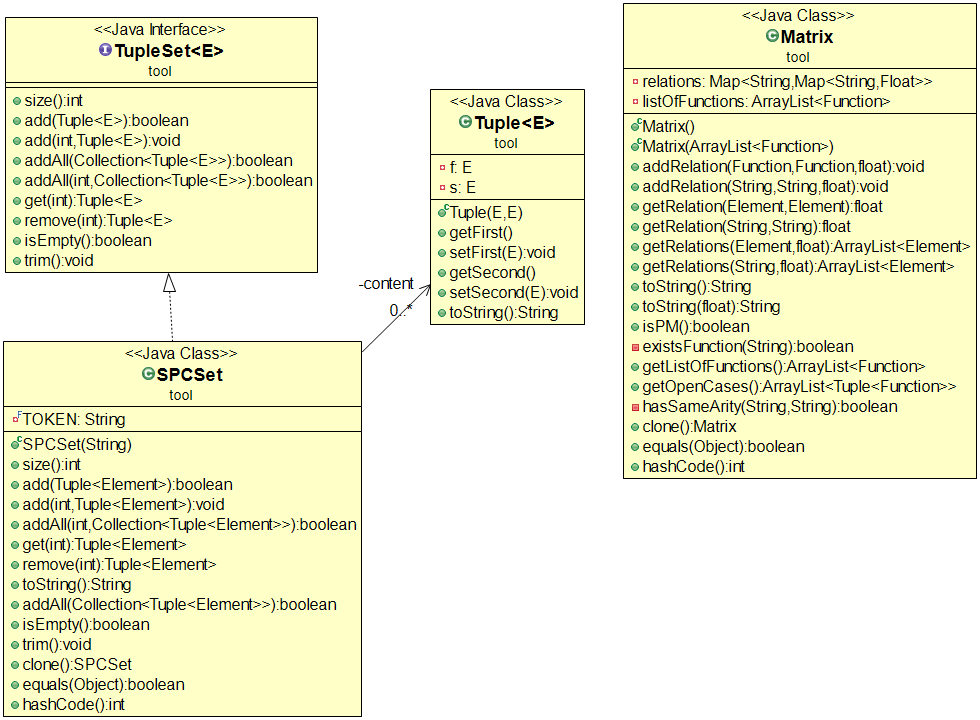 <<Java Interface>>
TupleSet<E>
tool
size():int
add(Tuple<E>):boolean
add(int,Tuple<E>):void
addAll(Collection<Tuple<E>>):boolean
addAll(int,Collection<Tuple<E>>):boolean
get(int):Tuple<E>
remove(int):Tuple<E>
isEmpty():boolean
trim():void
<<Java Class>>
Tuple<E>
tool
f: E
s: E
Tuple(E,E)
getFirst()
setFirst(E):void
getSecond()
setSecond(E):void
toString():String
-content
0..*
<<Java Class>>
SPCSet
tool
TOKEN: String
SPCSet(String)
size():int
add(Tuple<Element>):boolean
add(int,Tuple<Element>):void
addAll(int,Collection<Tuple<Element>>):boolean
get(int):Tuple<Element>
remove(int):Tuple<Element>
toString():String
addAll(Collection<Tuple<Element>>):boolean
isEmpty():boolean
trim():void
clone():SPCSet
equals(Object):boolean
hashCode():int
<<Java Class>>
Matrix
tool
relations: Map<String,Map<String,Float>>
listOfFunctions: ArrayList<Function>
Matrix()
Matrix(ArrayList<Function>)
addRelation(Function,Function,float):void
addRelation(String,String,float):void
getRelation(Element,Element):float
getRelation(String,String):float
getRelations(Element,float):ArrayList<Element>
getRelations(String,float):ArrayList<Element>
toString():String
toString(float):String
isPM():boolean
existsFunction(String):boolean
getListOfFunctions():ArrayList<Function>
getOpenCases():ArrayList<Tuple<Function>>
hasSameArity(String,String):boolean
clone():Matrix
equals(Object):boolean
hashCode():int